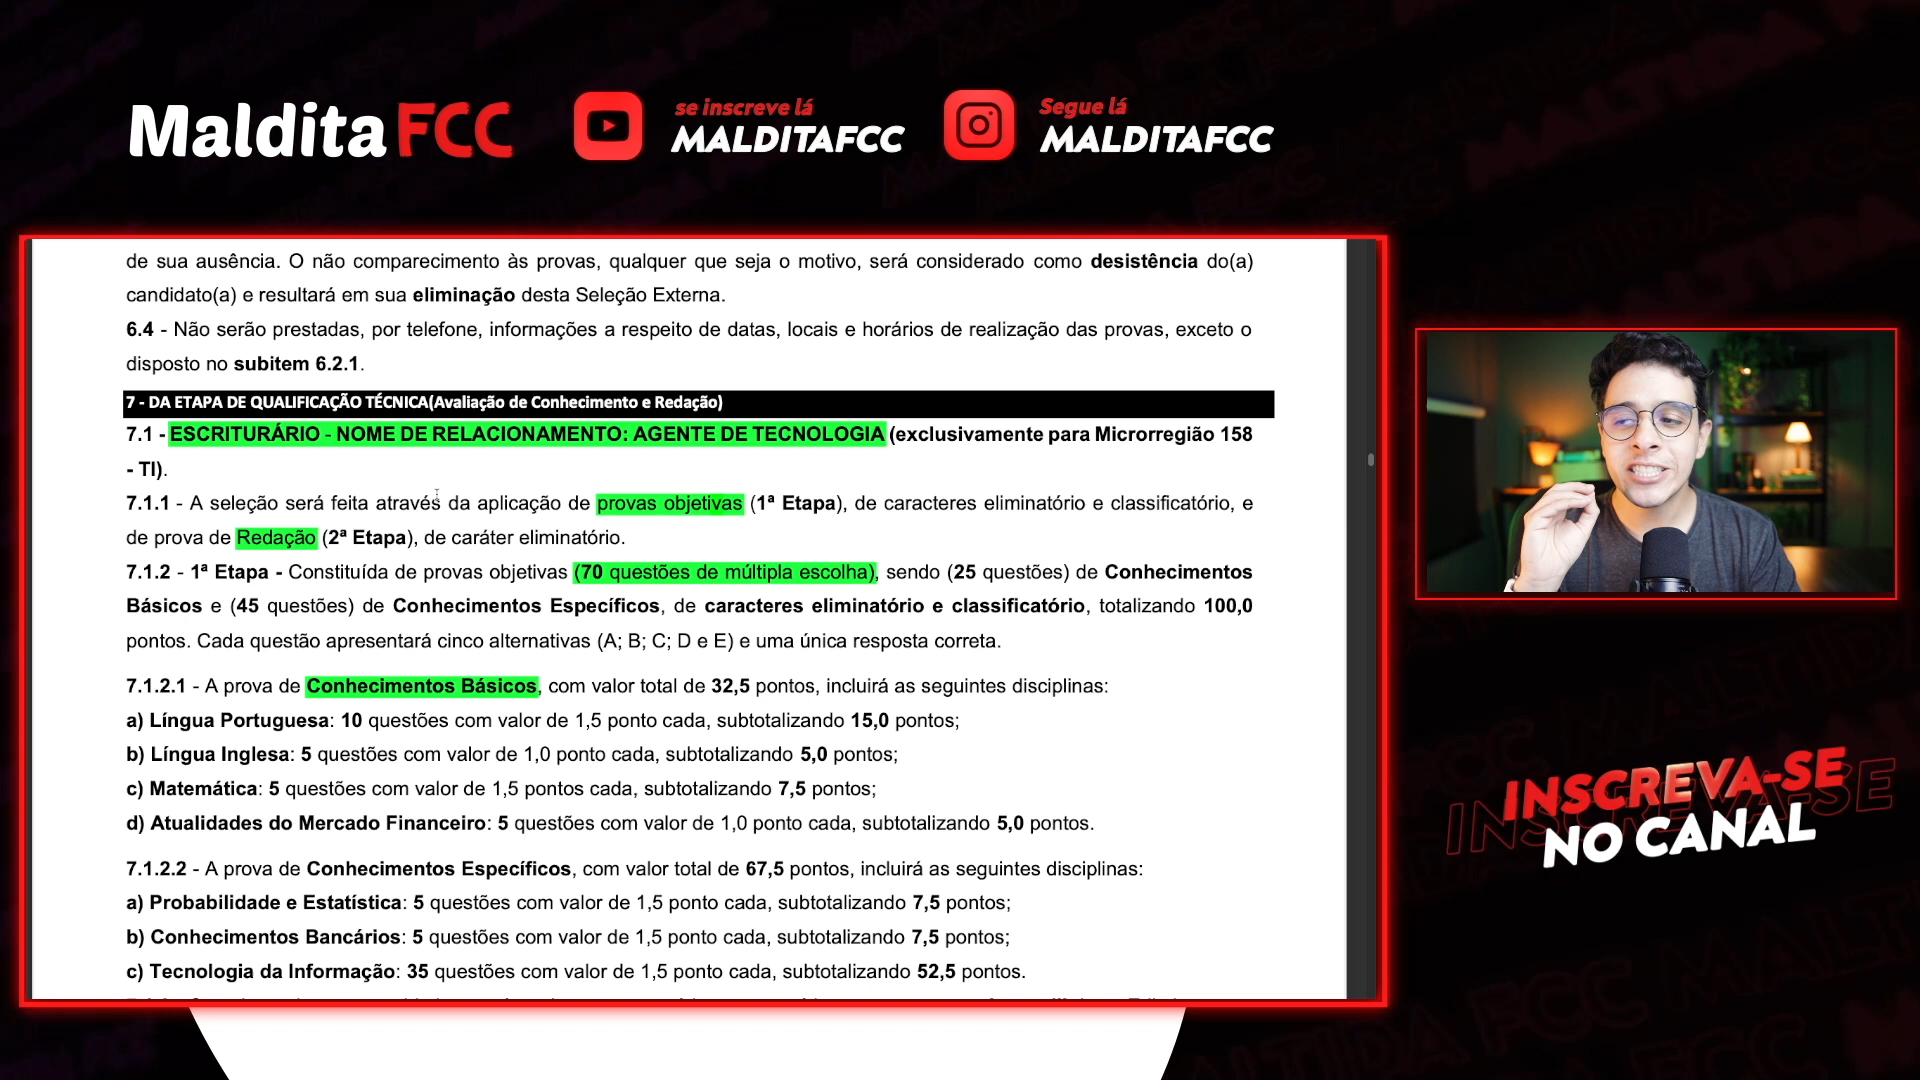 Maldita FCC
se inscreve lá
MALDITAFCC
Segue lá
MALDITAFCC
de sua ausência. O não comparecimento às provas, qualquer que seja o motivo, será considerado como desistência do(a)
candidato(a) e resultará em sua eliminação desta Seleção Externa.
6.4 - Não serão prestadas, por telefone, informações a respeito de datas, locais e horários de realização das provas, exceto o
disposto no subitem 6.2.1.
7 - DA ETAPA DE QUALIFICAÇÃO TÉCNICA(Avaliação de Conhecimento e Redação)
7.1 - ESCRITURÁRIO - NOME DE RELACIONAMENTO: AGENTE DE TECNOLOGIA (exclusivamente para Microrregião 158
- TI).
7.1.1 - A seleção será feita através da aplicação de provas objetivas (1ª Etapa), de caracteres eliminatório e classificatório, e
de prova de Redação (2ª Etapa), de caráter eliminatório.
7.1.2 - 1ª Etapa - Constituída de provas objetivas (70 questões de múltipla escolha), sendo (25 questões) de Conhecimentos
Básicos e (45 questões) de Conhecimentos Específicos, de caracteres eliminatório e classificatório, totalizando 100,0
pontos. Cada questão apresentará cinco alternativas (A; B; C; D e E) e uma única resposta correta.
7.1.2.1 - A prova de Conhecimentos Básicos, com valor total de 32,5 pontos, incluirá as seguintes disciplinas:
a) Língua Portuguesa: 10 questões com valor de 1,5 ponto cada, subtotalizando 15,0 pontos;
b) Língua Inglesa: 5 questões com valor de 1,0 ponto cada, subtotalizando 5,0 pontos;
c) Matemática: 5 questões com valor de 1,5 pontos cada, subtotalizando 7,5 pontos;
d) Atualidades do Mercado Financeiro: 5 questões com valor de 1,0 ponto cada, subtotalizando 5,0 pontos.
7.1.2.2 - A prova de Conhecimentos Específicos, com valor total de 67,5 pontos, incluirá as seguintes disciplinas:
a) Probabilidade e Estatística: 5 questões com valor de 1,5 ponto cada, subtotalizando 7,5 pontos;
b) Conhecimentos Bancários: 5 questões com valor de 1,5 ponto cada, subtotalizando 7,5 pontos;
c) Tecnologia da Informação: 35 questões com valor de 1,5 ponto cada, subtotalizando 52,5 pontos.
INSCREVA-SE
NO CANAL